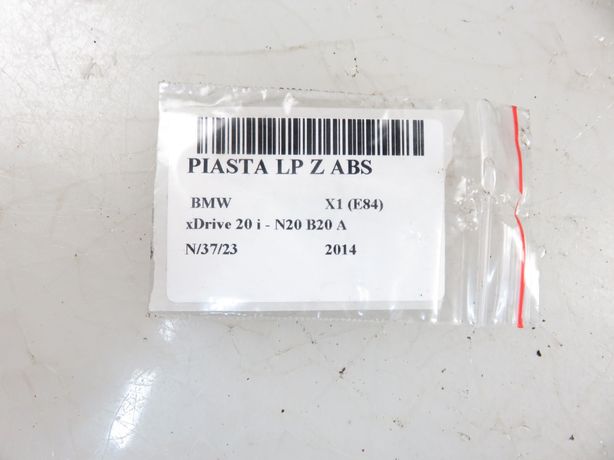 PIASTA LP Z ABS
BMW X1 (E84)
xDrive 20 i - N20 B20 A
N/37/23 2014